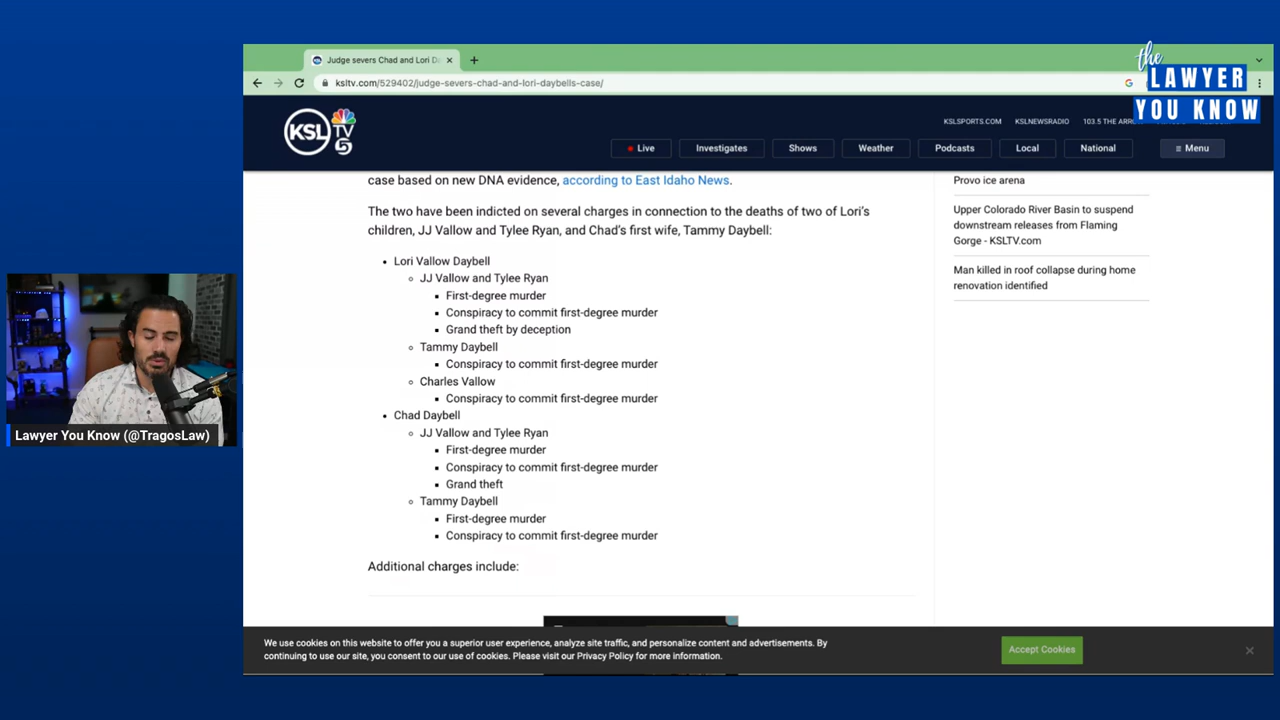 the
LAWYER
YOU KNOW
Judge severs Chad and Lori Da
ksltv.com/529402/judge-severs-chad-and-lori-daybells-case/
KSL TV 5
KSLSPORTS.COM KSLNEWSRADIO 103.5 THE ARR
Live Investigates Shows Weather Podcasts Local National Menu
case based on new DNA evidence, according to East Idaho News.
The two have been indicted on several charges in connection to the deaths of two of Lori's
children, JJ Vallow and Tylee Ryan, and Chad's first wife, Tammy Daybell:
Lori Vallow Daybell
JJ Vallow and Tylee Ryan
First-degree murder
Conspiracy to commit first-degree murder
Grand theft by deception
Tammy Daybell
Conspiracy to commit first-degree murder
Charles Vallow
Conspiracy to commit first-degree murder
Chad Daybell
JJ Vallow and Tylee Ryan
First-degree murder
Conspiracy to commit first-degree murder
Grand theft
Tammy Daybell
First-degree murder
Conspiracy to commit first-degree murder
Additional charges include:
Provo ice arena
Upper Colorado River Basin to suspend
downstream releases from Flaming
Gorge - KSLTV.com
Man killed in roof collapse during home
renovation identified
Lawyer You Know (@TragosLaw)
We use cookies on this website to offer you a superior user experience, analyze site traffic, and personalize content and advertisements. By
continuing to use our site, you consent to our use of cookies. Please visit our Privacy Policy for more information.
Accept Cookies